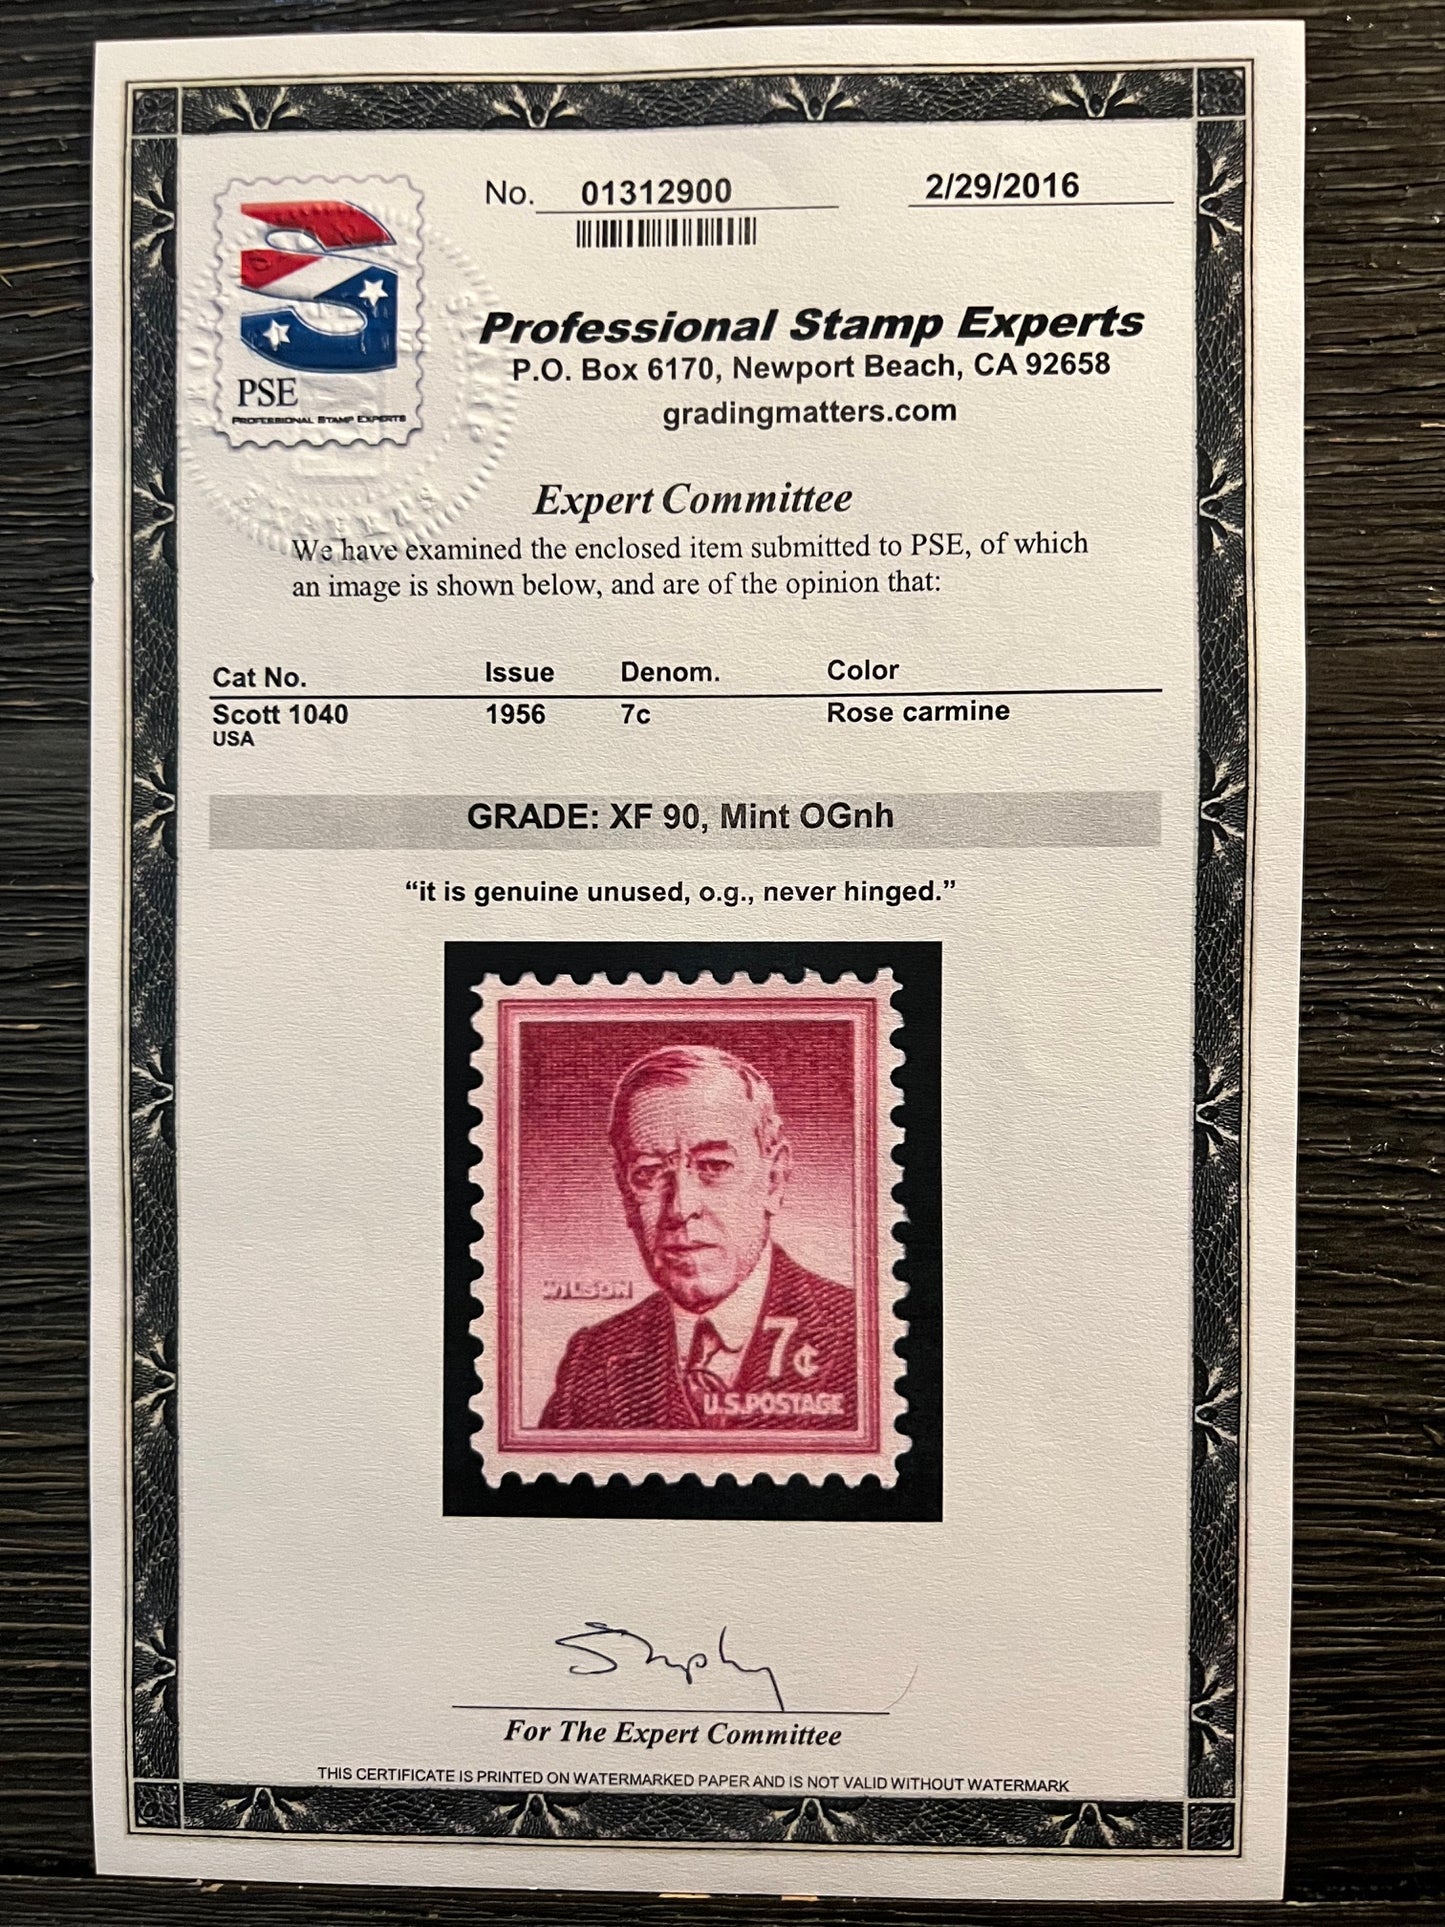 No. 01312900
2/29/2016
PSE
PROFESSIONAL STAMP EXPERTS
Professional Stamp Experts
P.O. Box 6170, Newport Beach, CA 92658
gradingmatters.com
Expert Committee
We have examined the enclosed item submitted to PSE, of which
an image is shown below, and are of the opinion that:
Cat No. Issue Denom. Color
Scott 1040 1956 7c Rose carmine
USA
GRADE: XF 90, Mint OGnh
“it is genuine unused, o.g., never hinged.”
WILSON
7¢
U.S.POSTAGE
For The Expert Committee
THIS CERTIFICATE IS PRINTED ON WATERMARKED PAPER AND IS NOT VALID WITHOUT WATERMARK